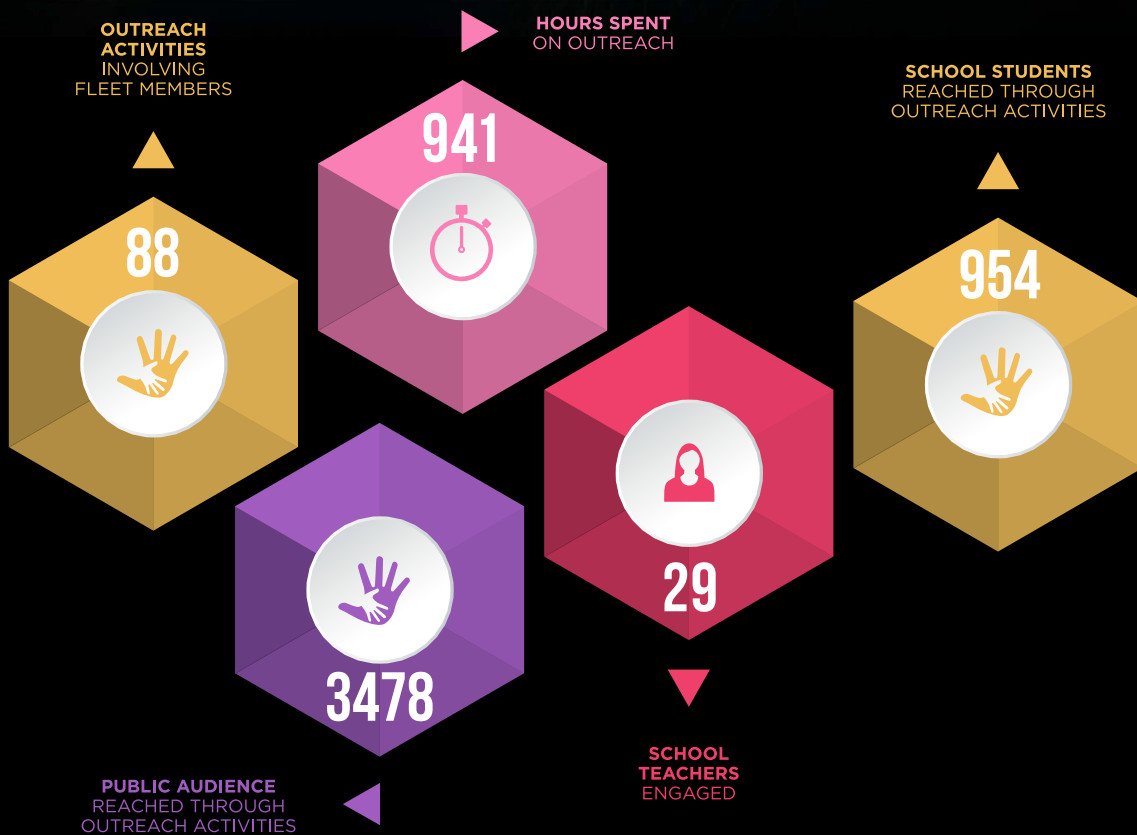 OUTREACH
ACTIVITIES
INVOLVING
FLEET MEMBERS
88
HOURS SPENT
ON OUTREACH
941
SCHOOL STUDENTS
REACHED THROUGH
OUTREACH ACTIVITIES
954
3478
PUBLIC AUDIENCE
REACHED THROUGH
OUTREACH ACTIVITIES
29
SCHOOL
TEACHERS
ENGAGED